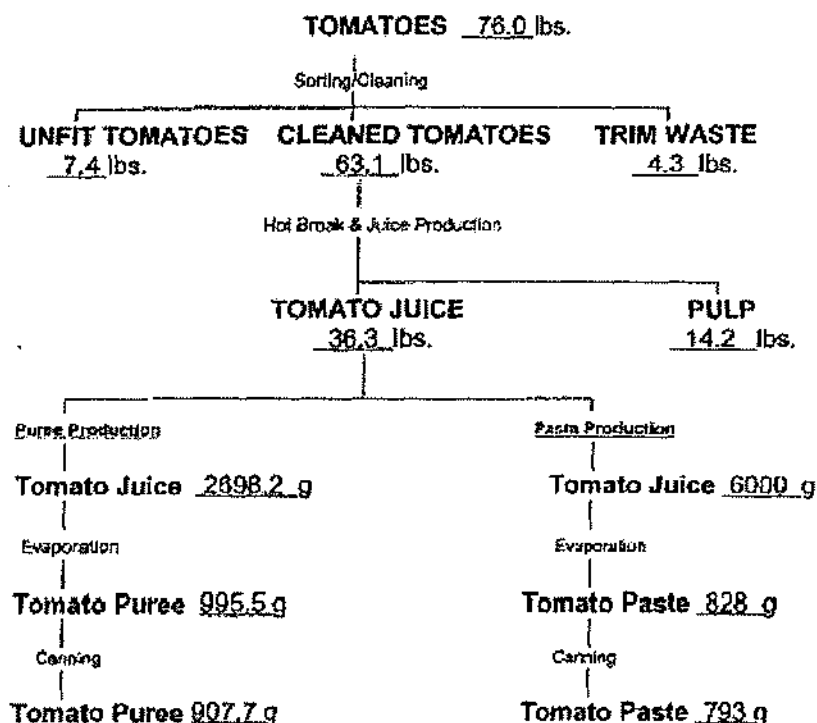 TOMATOES 76.0 lbs.
Sorting/Cleaning
UNFIT TOMATOES CLEANED TOMATOES TRIM WASTE
7.4 lbs. 63.1 lbs. 4.3 lbs.
Hot Break & Juice Production
TOMATO JUICE PULP
36.3 lbs. 14.2 lbs.
Puree Production Paste Production
Tomato Juice 2698.2 g Tomato Juice 6000 g
Evaporation Evaporation
Tomato Puree 995.5 g Tomato Paste 828 g
Canning Canning
Tomato Puree 907.7 g Tomato Paste 793 g